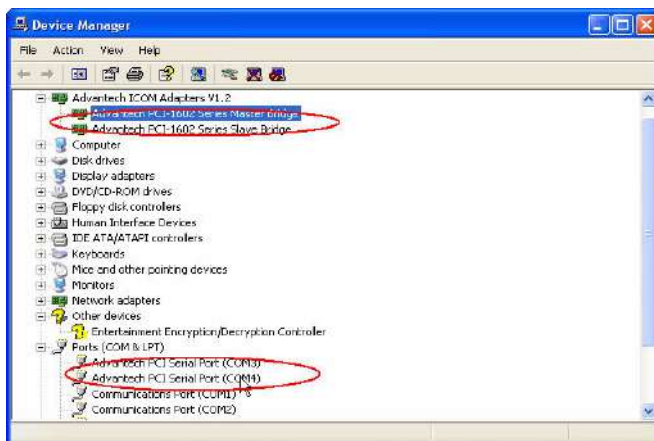 Device Manager
File Action View Help
Advantech ICOM Adapters V1.2
Advantech PCI-1602 Series Master Bridge
Advantech PCI-1602 Series Slave Bridge
Computer
Disk drives
Display adapters
DVD/CD-ROM drives
Floppy disk controllers
Human Interface Devices
IDE ATA/ATAPI controllers
Keyboards
Mice and other pointing devices
Monitors
Network adapters
Other devices
Entertainment Encryption/Decryption Controller
Ports (COM & LPT)
Advantech PCI Serial Port (COM3)
Advantech PCI Serial Port (COM4)
Communications Port (COM1)
Communications Port (COM2)